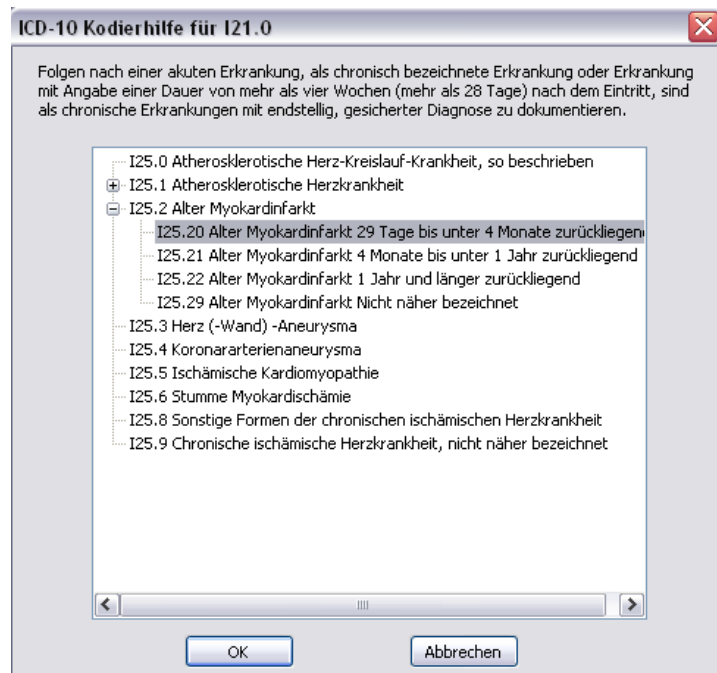 ICD-10 Kodierhilfe für I21.0
Folgen nach einer akuten Erkrankung, als chronisch bezeichnete Erkrankung oder Erkrankung
mit Angabe einer Dauer von mehr als vier Wochen (mehr als 28 Tage) nach dem Eintritt, sind
als chronische Erkrankungen mit endstellig, gesicherter Diagnose zu dokumentieren.
I25.0 Atherosklerotische Herz-Kreislauf-Krankheit, so beschrieben
I25.1 Atherosklerotische Herzkrankheit
I25.2 Alter Myokardinfarkt
I25.20 Alter Myokardinfarkt 29 Tage bis unter 4 Monate zurückliegen
I25.21 Alter Myokardinfarkt 4 Monate bis unter 1 Jahr zurückliegend
I25.22 Alter Myokardinfarkt 1 Jahr und länger zurückliegend
I25.29 Alter Myokardinfarkt Nicht näher bezeichnet
I25.3 Herz (-Wand) -Aneurysma
I25.4 Koronararterienaneurysma
I25.5 Ischämische Kardiomyopathie
I25.6 Stumme Myokardischämie
I25.8 Sonstige Formen der chronischen ischämischen Herzkrankheit
I25.9 Chronische ischämische Herzkrankheit, nicht näher bezeichnet
OK Abbrechen